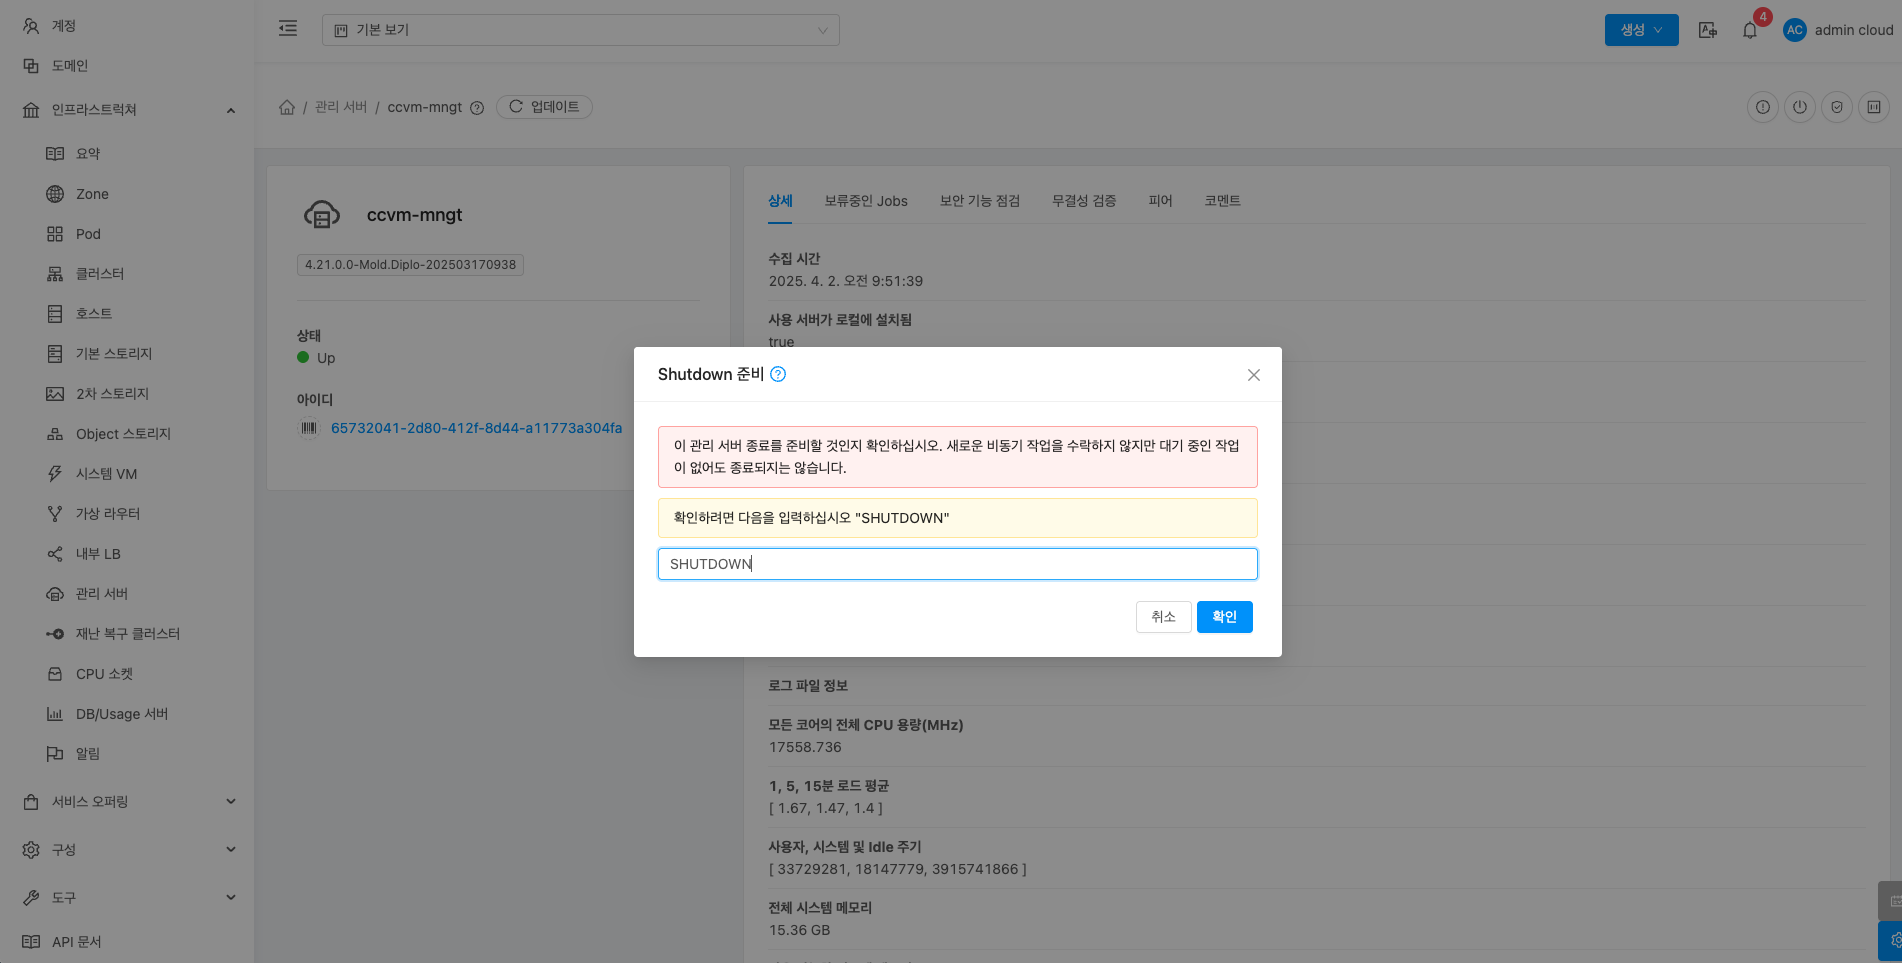 계정
도메인
인프라스트럭쳐
요약
Zone
Pod
클러스터
호스트
기본 스토리지
2차 스토리지
Object 스토리지
시스템 VM
가상 라우터
내부 LB
관리 서버
재난 복구 클러스터
CPU 소켓
DB/Usage 서버
알림
서비스 오퍼링
구성
도구
API 문서
기본 보기
생성
4
AC
admin cloud
/ 관리 서버 / ccvm-mngt
업데이트
ccvm-mngt
4.21.0.0-Mold.Diplo-202503170938
상태
Up
아이디
65732041-2d80-412f-8d44-a11773a304fa
상세 보류중인 Jobs 보안 기능 점검 무결성 검증 피어 코멘트
수집 시간
2025. 4. 2. 오전 9:51:39
사용 서버가 로컬에 설치됨
true
Shutdown 준비
이 관리 서버 종료를 준비할 것인지 확인하십시오. 새로운 비동기 작업을 수락하지 않지만 대기 중인 작업
이 없어도 종료되지는 않습니다.
확인하려면 다음을 입력하십시오 "SHUTDOWN"
SHUTDOWN
취소 확인
로그 파일 정보
모든 코어의 전체 CPU 용량(MHz)
17558.736
1, 5, 15분 로드 평균
[ 1.67, 1.47, 1.4 ]
사용자, 시스템 및 Idle 주기
[ 33729281, 18147779, 3915741866 ]
전체 시스템 메모리
15.36 GB